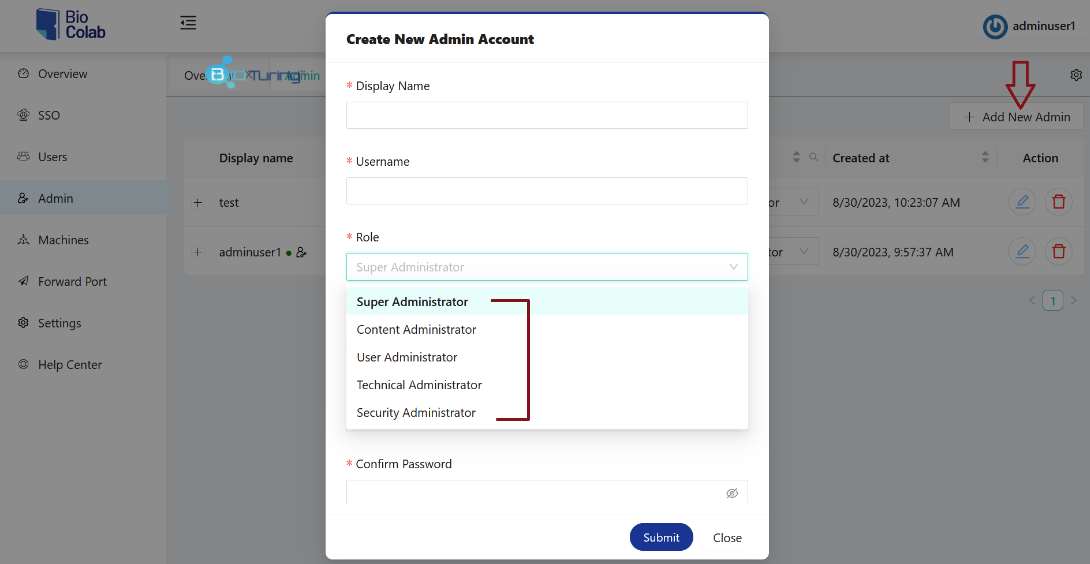 Bio
Colab
adminuser1
Overview
SSO
Users
Admin
Machines
Forward Port
Settings
Help Center
Admin
BioTuring
Add New Admin
Display name
Created at
Action
test
or
8/30/2023, 10:23:07 AM
adminuser1
tor
8/30/2023, 9:57:37 AM
1
Create New Admin Account
* Display Name
* Username
* Role
Super Administrator
Super Administrator
Content Administrator
User Administrator
Technical Administrator
Security Administrator
* Confirm Password
Submit
Close